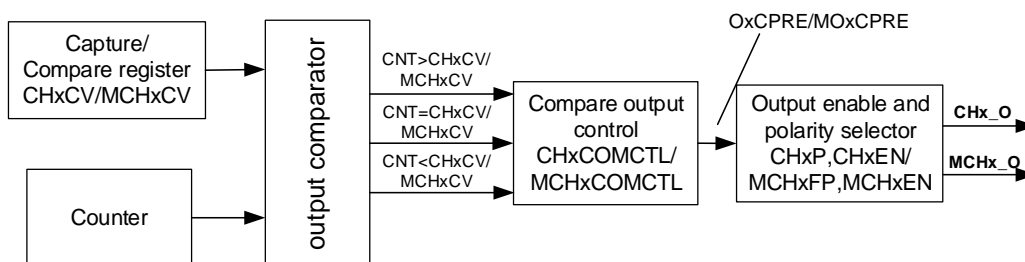 OxCPRE/MOxCPRE
Capture/
Compare register
CHxCV/MCHxCV
Counter
output comparator
CNT>CHxCV/
MCHxCV
CNT=CHxCV/
MCHxCV
CNT<CHxCV/
MCHxCV
Compare output
control
CHxCOMCTL/
MCHxCOMCTL
Output enable and
polarity selector
CHxP,CHxEN/
MCHxFP,MCHxEN
CHx_O
MCHx_O